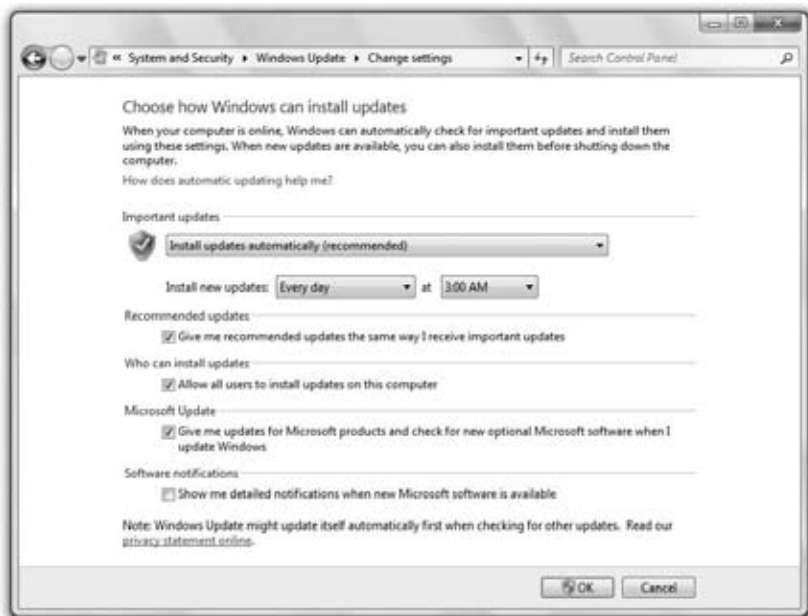 « System and Security ▸ Windows Update ▸ Change settings
Search Control Panel
Choose how Windows can install updates
When your computer is online, Windows can automatically check for important updates and install them
using these settings. When new updates are available, you can also install them before shutting down the
computer.
How does automatic updating help me?
Important updates
Install updates automatically (recommended)
Install new updates: Every day at 3:00 AM
Recommended updates
Give me recommended updates the same way I receive important updates
Who can install updates
Allow all users to install updates on this computer
Microsoft Update
Give me updates for Microsoft products and check for new optional Microsoft software when I
update Windows
Software notifications
Show me detailed notifications when new Microsoft software is available
Note: Windows Update might update itself automatically first when checking for other updates. Read our
privacy statement online.
OK Cancel